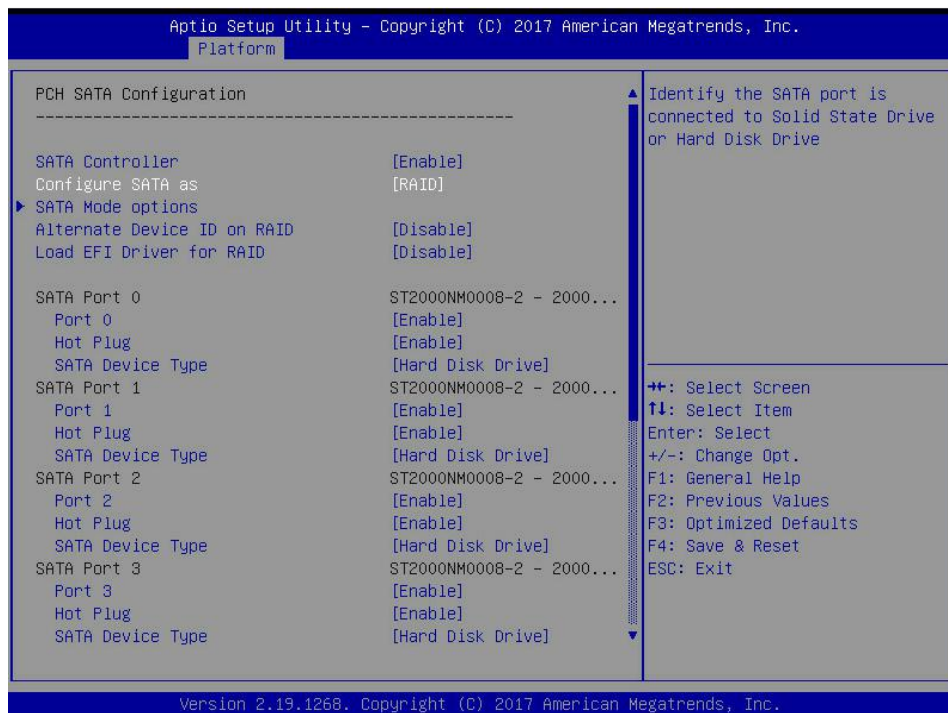 Aptio Setup Utility – Copyright (C) 2017 American Megatrends, Inc.
Platform
PCH SATA Configuration
--------------------------------------------------
SATA Controller [Enable]
Configure SATA as [RAID]
SATA Mode options
Alternate Device ID on RAID [Disable]
Load EFI Driver for RAID [Disable]
SATA Port 0 ST2000NM0008-2 - 2000...
Port 0 [Enable]
Hot Plug [Enable]
SATA Device Type [Hard Disk Drive]
SATA Port 1 ST2000NM0008-2 - 2000...
Port 1 [Enable]
Hot Plug [Enable]
SATA Device Type [Hard Disk Drive]
SATA Port 2 ST2000NM0008-2 - 2000...
Port 2 [Enable]
Hot Plug [Enable]
SATA Device Type [Hard Disk Drive]
SATA Port 3 ST2000NM0008-2 - 2000...
Port 3 [Enable]
Hot Plug [Enable]
SATA Device Type [Hard Disk Drive]
Identify the SATA port is
connected to Solid State Drive
or Hard Disk Drive
→←: Select Screen
↑↓: Select Item
Enter: Select
+/-: Change Opt.
F1: General Help
F2: Previous Values
F3: Optimized Defaults
F4: Save & Reset
ESC: Exit
Version 2.19.1268. Copyright (C) 2017 American Megatrends, Inc.